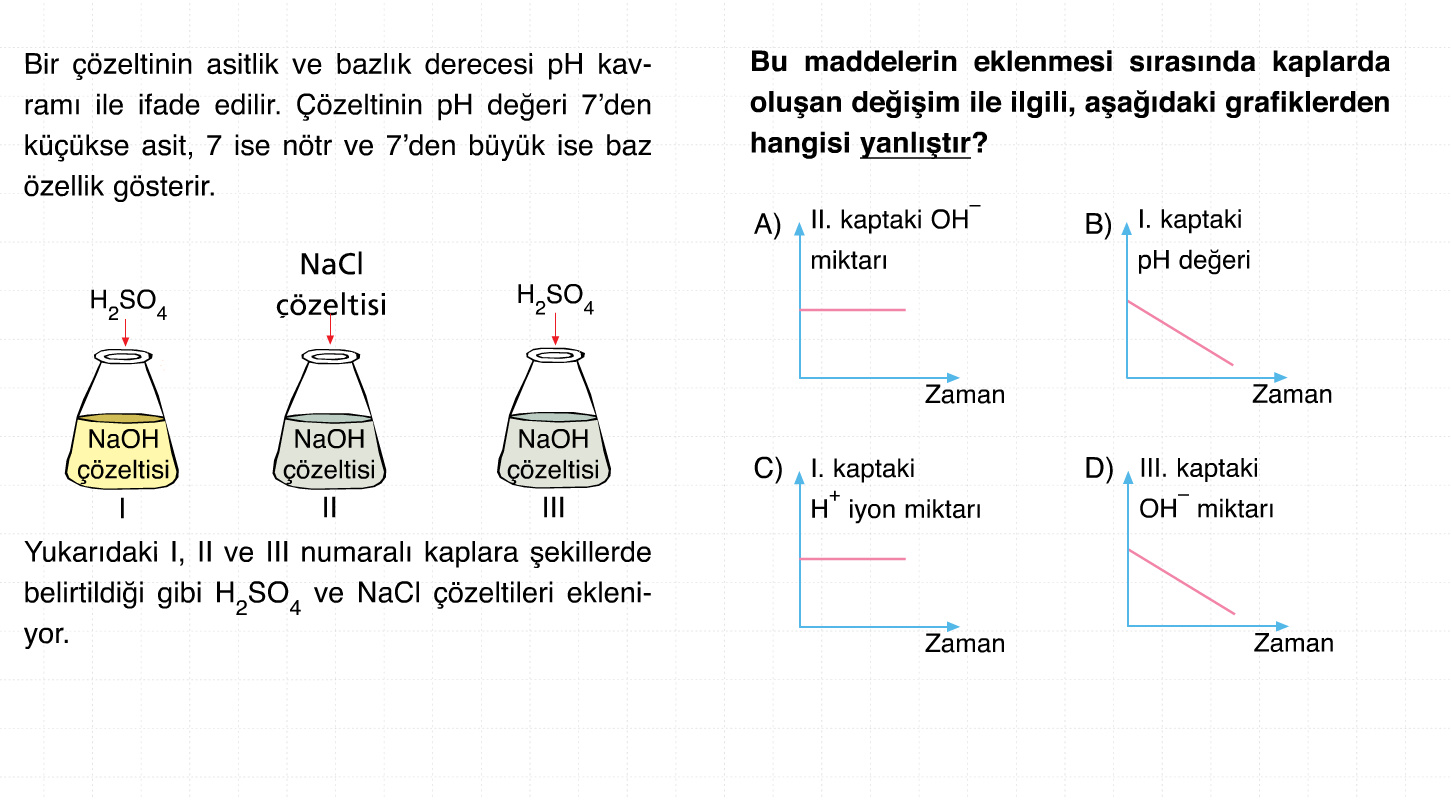 Bir çözeltinin asitlik ve bazlık derecesi pH kav-
ramı ile ifade edilir. Çözeltinin pH değeri 7’den
küçükse asit, 7 ise nötr ve 7’den büyük ise baz
özellik gösterir.
H₂SO₄
NaCl
çözeltisi
H₂SO₄
NaOH
çözeltisi
NaOH
çözeltisi
NaOH
çözeltisi
I
II
III
Yukarıdaki I, II ve III numaralı kaplara şekillerde
belirtildiği gibi H₂SO₄ ve NaCl çözeltileri ekleni-
yor.
Bu maddelerin eklenmesi sırasında kaplarda
oluşan değişim ile ilgili, aşağıdaki grafiklerden
hangisi yanlıştır?
A) II. kaptaki OH⁻
miktarı
Zaman
B) I. kaptaki
pH değeri
Zaman
C) I. kaptaki
H⁺ iyon miktarı
Zaman
D) III. kaptaki
OH⁻ miktarı
Zaman